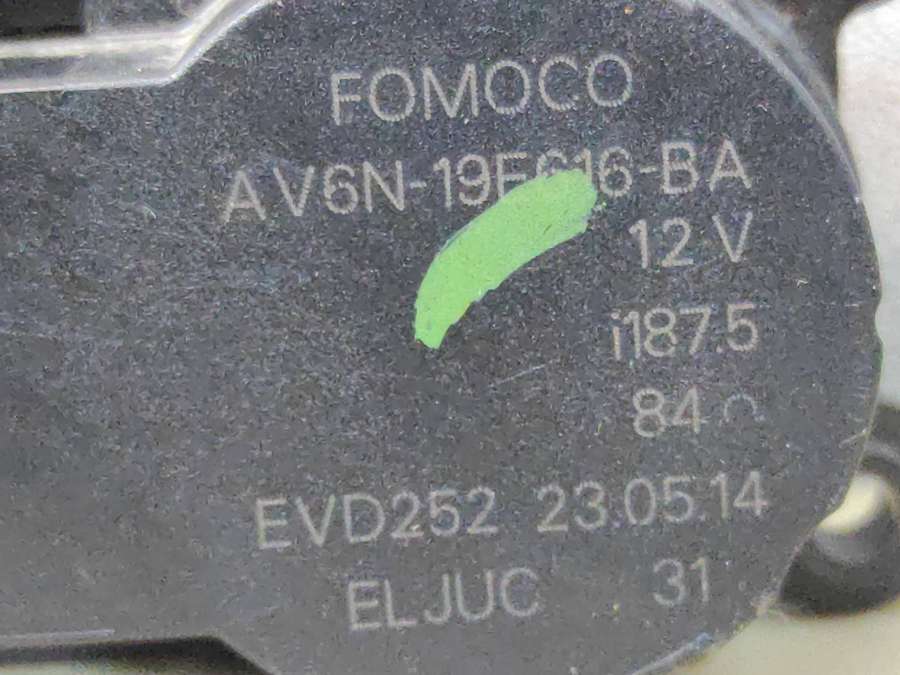 FOMOCO
AV6N-19E616-BA
12 V
i187.5
84 Ω
EVD252 23.05.14
ELJUC 31